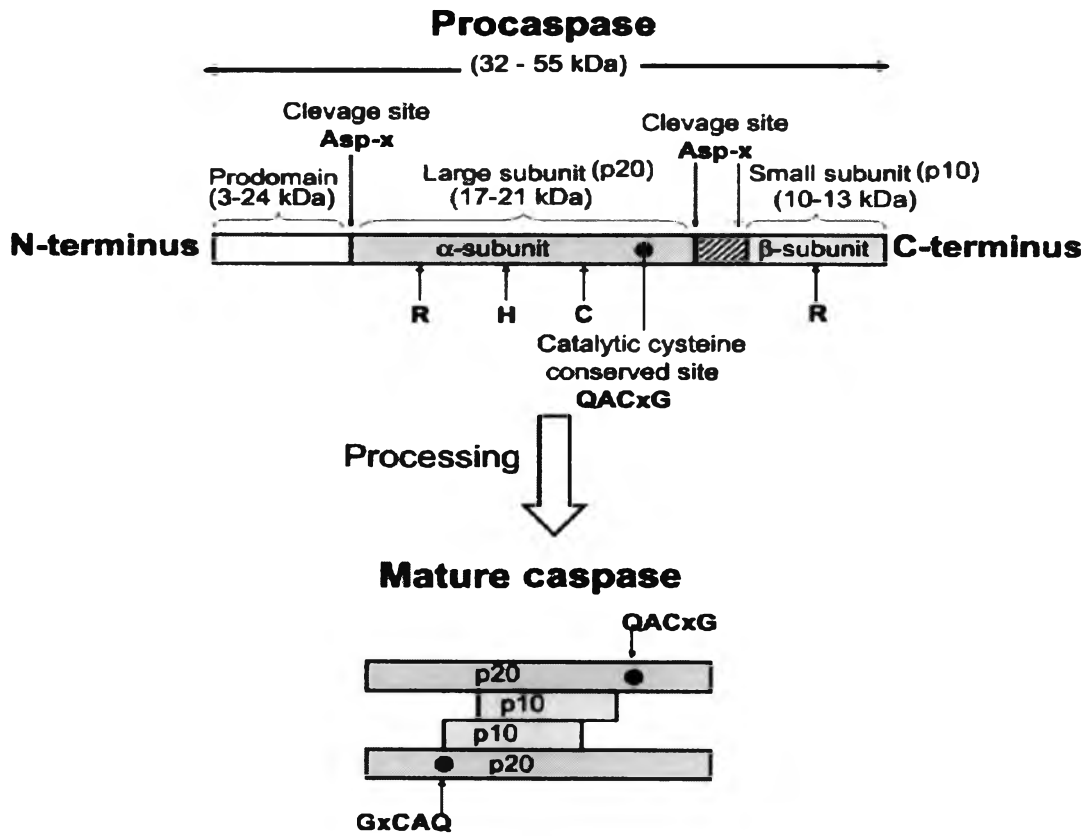 Procaspase
(32 - 55 kDa)
Clevage site
Asp-x
Clevage site
Asp-x
Prodomain
(3-24 kDa)
Large subunit (p20)
(17-21 kDa)
Small subunit (p10)
(10-13 kDa)
N-terminus
α-subunit
β-subunit
C-terminus
R
H
C
R
Catalytic cysteine
conserved site
QACxG
Processing
Mature caspase
QACxG
p20
p10
p10
p20
GxCAQ